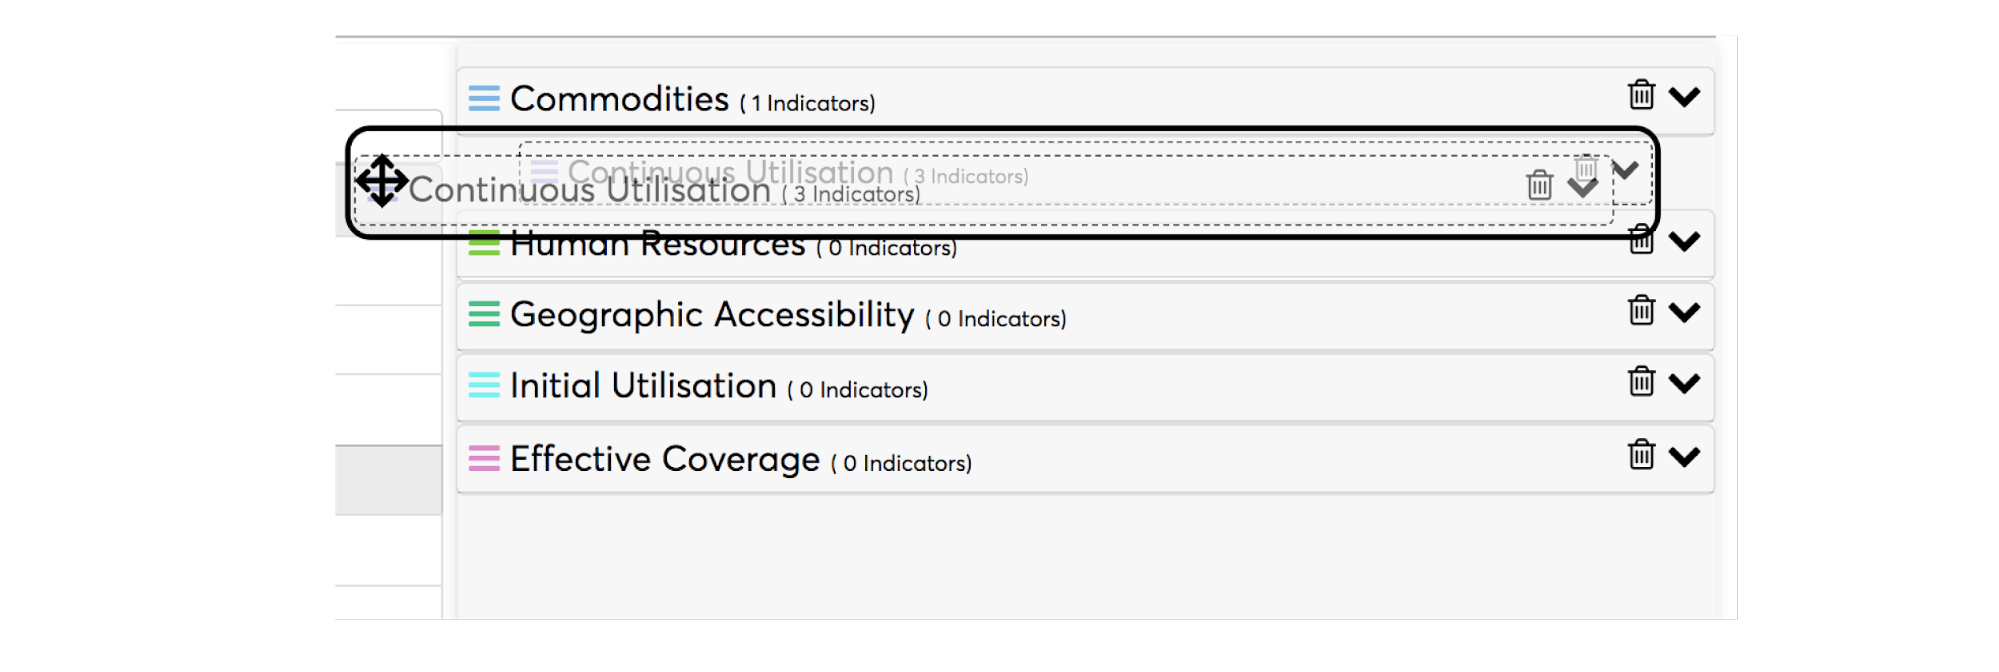 Commodities ( 1 Indicators)
Continuous Utilisation ( 3 Indicators)
Continuous Utilisation ( 3 Indicators)
Human Resources ( 0 Indicators)
Geographic Accessibility ( 0 Indicators)
Initial Utilisation ( 0 Indicators)
Effective Coverage ( 0 Indicators)